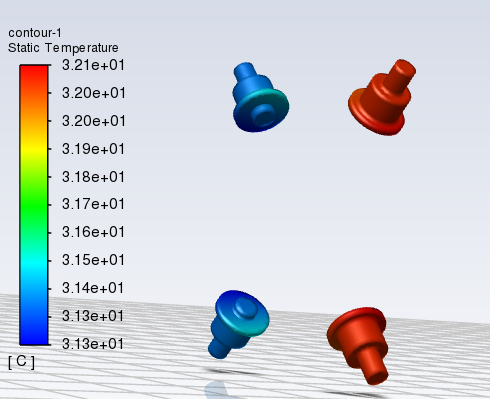 contour-1
Static Temperature
3.21e+01
3.20e+01
3.20e+01
3.19e+01
3.18e+01
3.17e+01
3.16e+01
3.15e+01
3.14e+01
3.13e+01
3.13e+01
[ C ]